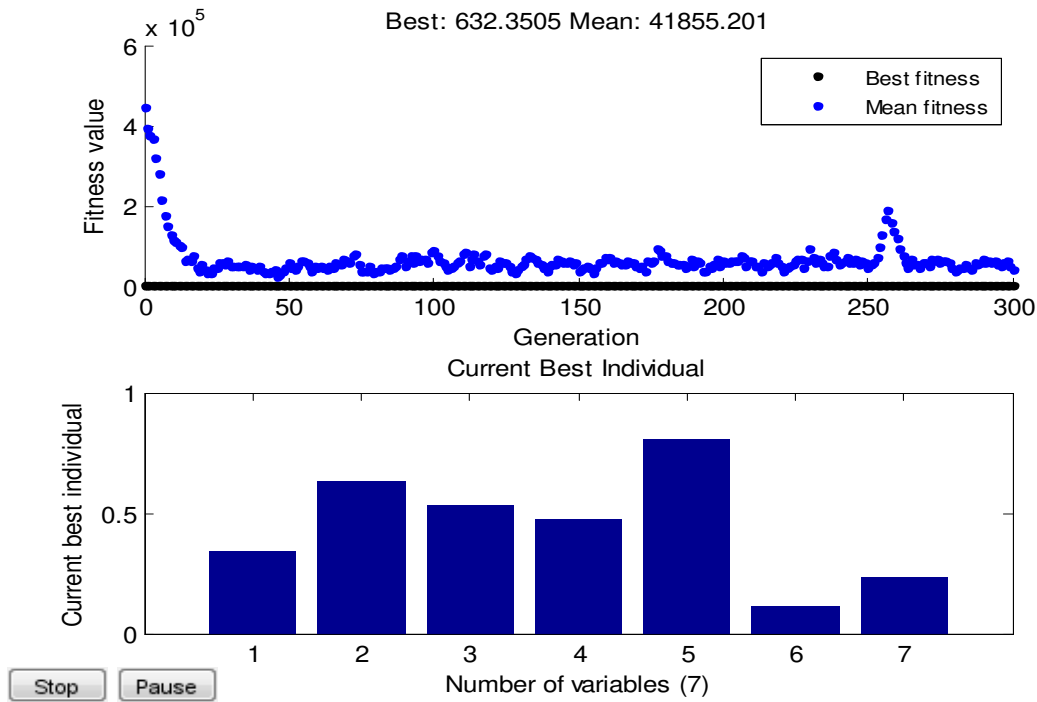 Best: 632.3505 Mean: 41855.201
x 10^5
6
4
2
0
Fitness value
Best fitness
Mean fitness
0 50 100 150 200 250 300
Generation
Current Best Individual
1
0.5
0
Current best individual
1 2 3 4 5 6 7
Number of variables (7)
Stop Pause